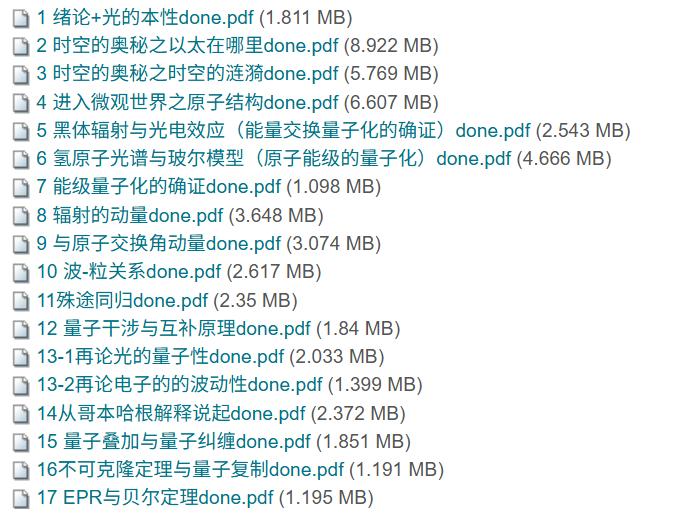 1 绪论+光的本性done.pdf (1.811 MB)
2 时空的奥秘之以太在哪里done.pdf (8.922 MB)
3 时空的奥秘之时空的涟漪done.pdf (5.769 MB)
4 进入微观世界之原子结构done.pdf (6.607 MB)
5 黑体辐射与光电效应（能量交换量子化的确证）done.pdf (2.543 MB)
6 氢原子光谱与玻尔模型（原子能级的量子化）done.pdf (4.666 MB)
7 能级量子化的确证done.pdf (1.098 MB)
8 辐射的动量done.pdf (3.648 MB)
9 与原子交换角动量done.pdf (3.074 MB)
10 波-粒关系done.pdf (2.617 MB)
11殊途同归done.pdf (2.35 MB)
12 量子干涉与互补原理done.pdf (1.84 MB)
13-1再论光的量子性done.pdf (2.033 MB)
13-2再论电子的的波动性done.pdf (1.399 MB)
14从哥本哈根解释说起done.pdf (2.372 MB)
15 量子叠加与量子纠缠done.pdf (1.851 MB)
16不可克隆定理与量子复制done.pdf (1.191 MB)
17 EPR与贝尔定理done.pdf (1.195 MB)